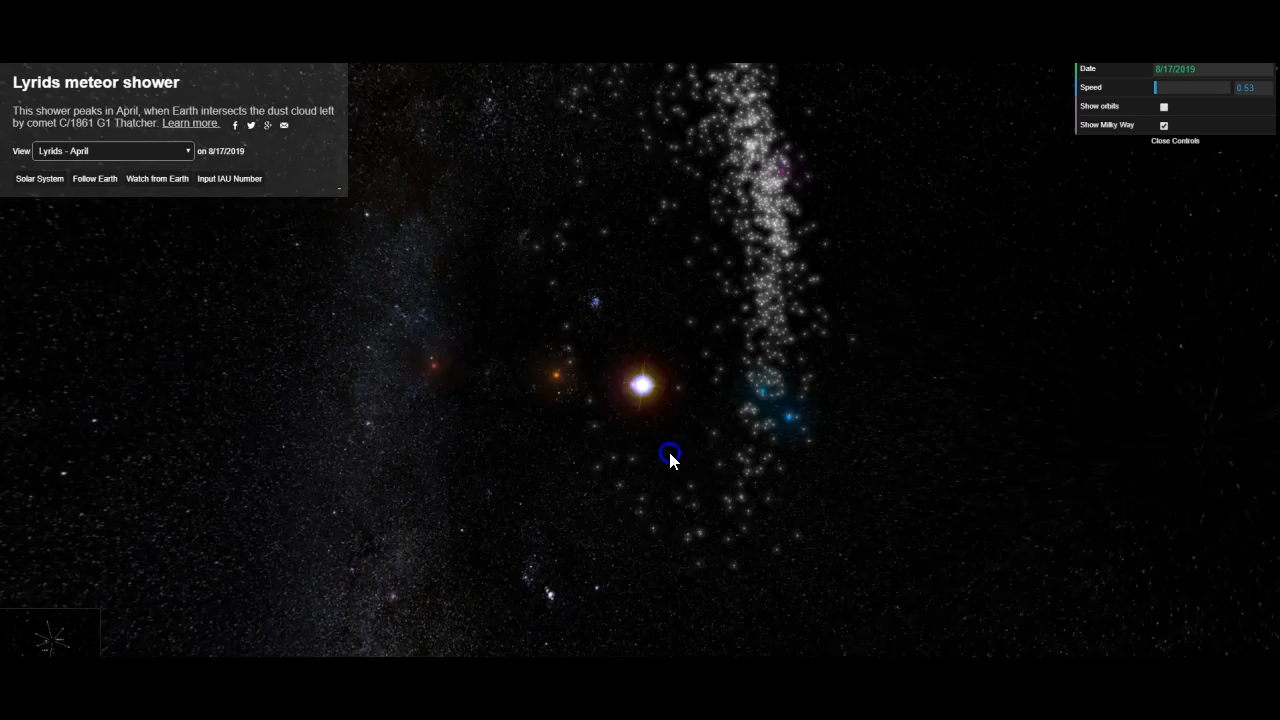 Lyrids meteor shower
This shower peaks in April, when Earth intersects the dust cloud left
by comet C/1861 G1 Thatcher. Learn more.
View Lyrids - April on 8/17/2019
Solar System Follow Earth Watch from Earth Input IAU Number
Date 8/17/2019
Speed 0.53
Show orbits
Show Milky Way
Close Controls